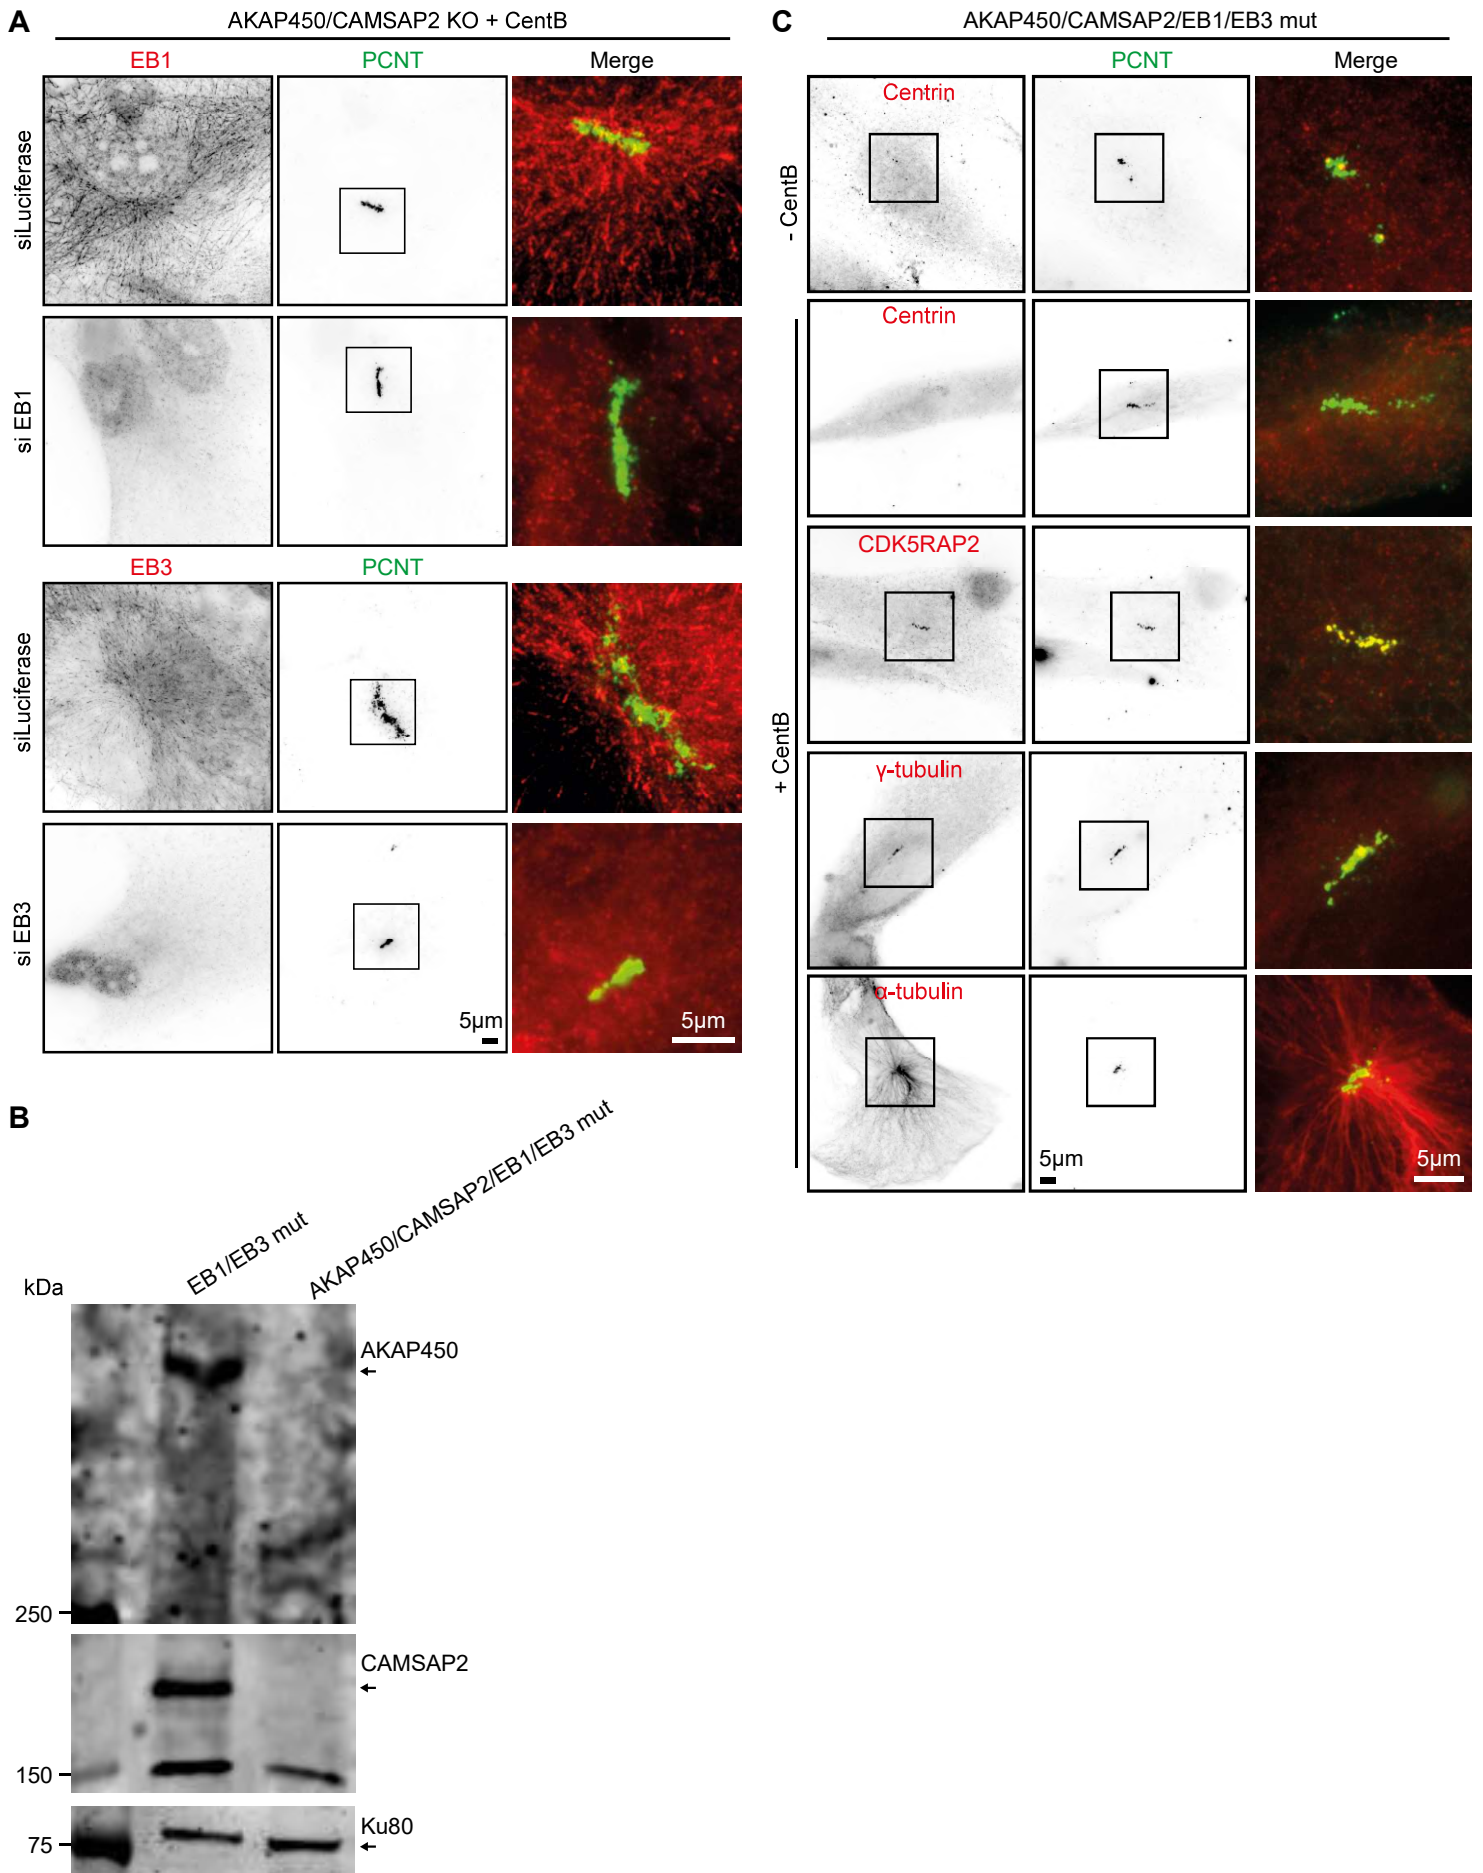 A
AKAP450/CAMSAP2 KO + CentB
EB1
PCNT
Merge
siLuciferase
si EB1
EB3
PCNT
siLuciferase
si EB3
5µm
5µm
B
EB1/EB3 mut
AKAP450/CAMSAP2/EB1/EB3 mut
kDa
AKAP450
250
CAMSAP2
150
Ku80
75
C
AKAP450/CAMSAP2/EB1/EB3 mut
PCNT
Merge
- CentB
Centrin
+ CentB
Centrin
CDK5RAP2
γ-tubulin
α-tubulin
5µm
5µm